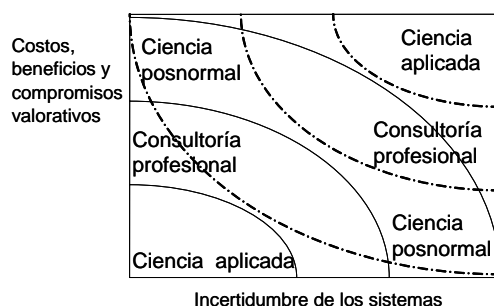 Costos,
beneficios y
compromisos
valorativos
Ciencia
posnormal
Ciencia
aplicada
Consultoría
profesional
Consultoría
profesional
Ciencia
posnormal
Ciencia aplicada
Incertidumbre de los sistemas